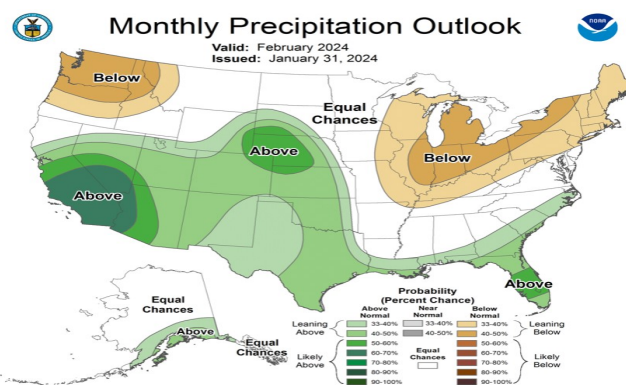 Monthly Precipitation Outlook
Valid: February 2024
Issued: January 31, 2024
NOAA
Below
Equal
Chances
Above
Below
Above
Above
Equal
Chances
Above
Equal
Chances
Probability
(Percent Chance)
Above
Normal
Near
Normal
Below
Normal
Leaning
Above
33-40%
40-50%
33-40%
40-50%
33-40%
40-50%
Leaning
Below
Likely
Above
50-60%
60-70%
70-80%
80-90%
90-100%
Equal
Chances
50-60%
60-70%
70-80%
80-90%
90-100%
Likely
Below